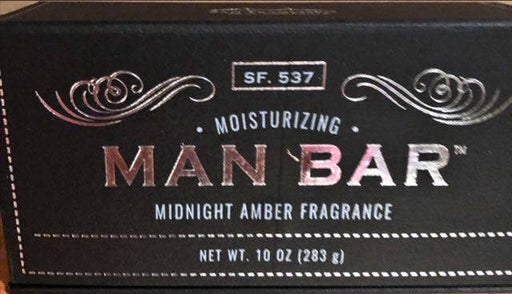 SF. 537
• MOISTURIZING •
MAN BAR™
MIDNIGHT AMBER FRAGRANCE
NET WT. 10 OZ (283 g)